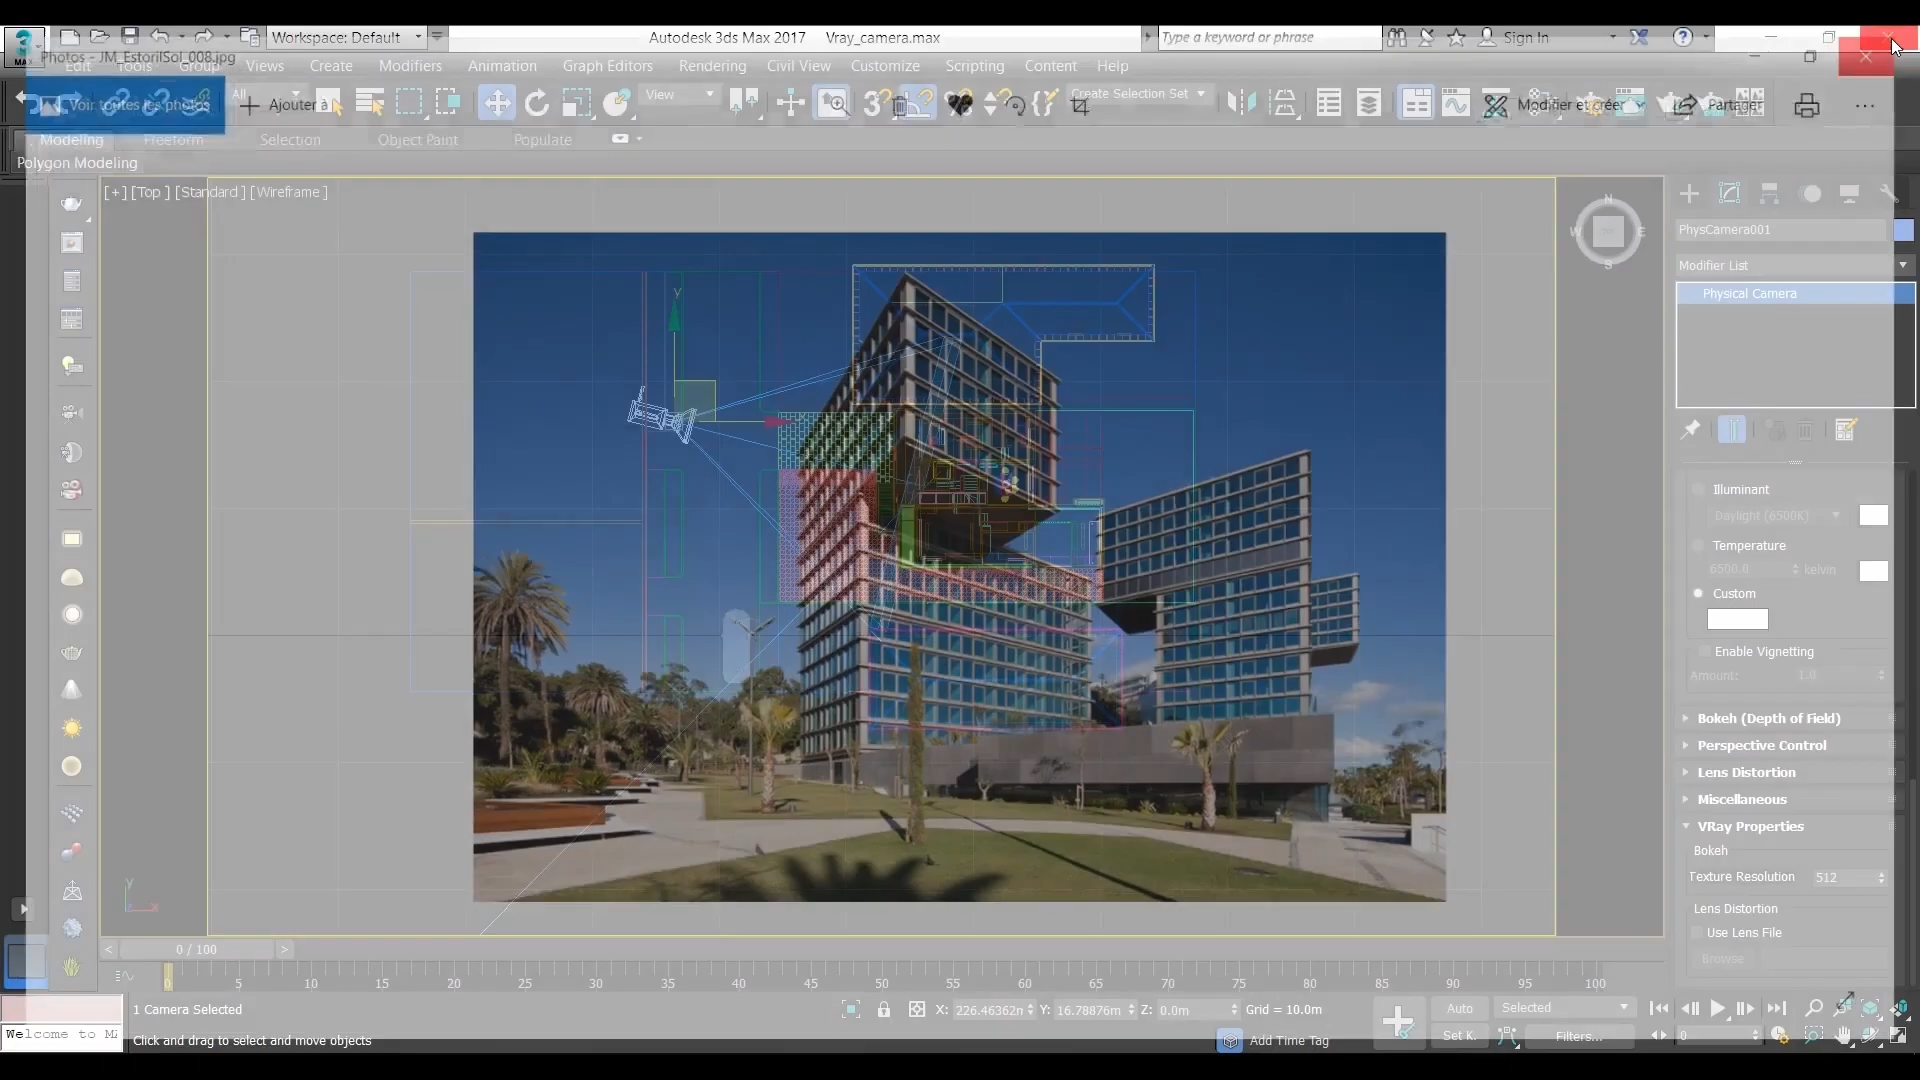 Workspace: Default
Autodesk 3ds Max 2017 Vray_camera.max
Type a keyword or phrase
Sign In
MAX
Photos - JM_EstorilSol_008.jpg
Edit Tools Group Views Create Modifiers Animation Graph Editors Rendering Civil View Customize Scripting Content Help
Voir toutes les photos
Ajouter à
All
View
Create Selection Set
Modifier et créer
Partager
Modeling Freeform Selection Object Paint Populate
Polygon Modeling
[+] [Top ] [Standard ] [Wireframe ]
N
W
E
S
y
PhysCamera001
Modifier List
Physical Camera
Illuminant
Daylight (6500K)
Temperature
6500.0 kelvin
Custom
Enable Vignetting
Amount: 1.0
Bokeh (Depth of Field)
Perspective Control
Lens Distortion
Miscellaneous
VRay Properties
Bokeh
Texture Resolution 512
Lens Distortion
Use Lens File
Browse
y
< 0 / 100 >
0 5 10 15 20 25 30 35 40 45 50 55 60 65 70 75 80 85 90 95 100
1 Camera Selected
X: 226.46362n Y: 16.78876m Z: 0.0m Grid = 10.0m
Auto Selected
Welcome to MA
Click and drag to select and move objects
Add Time Tag
Set K. Filters... 0